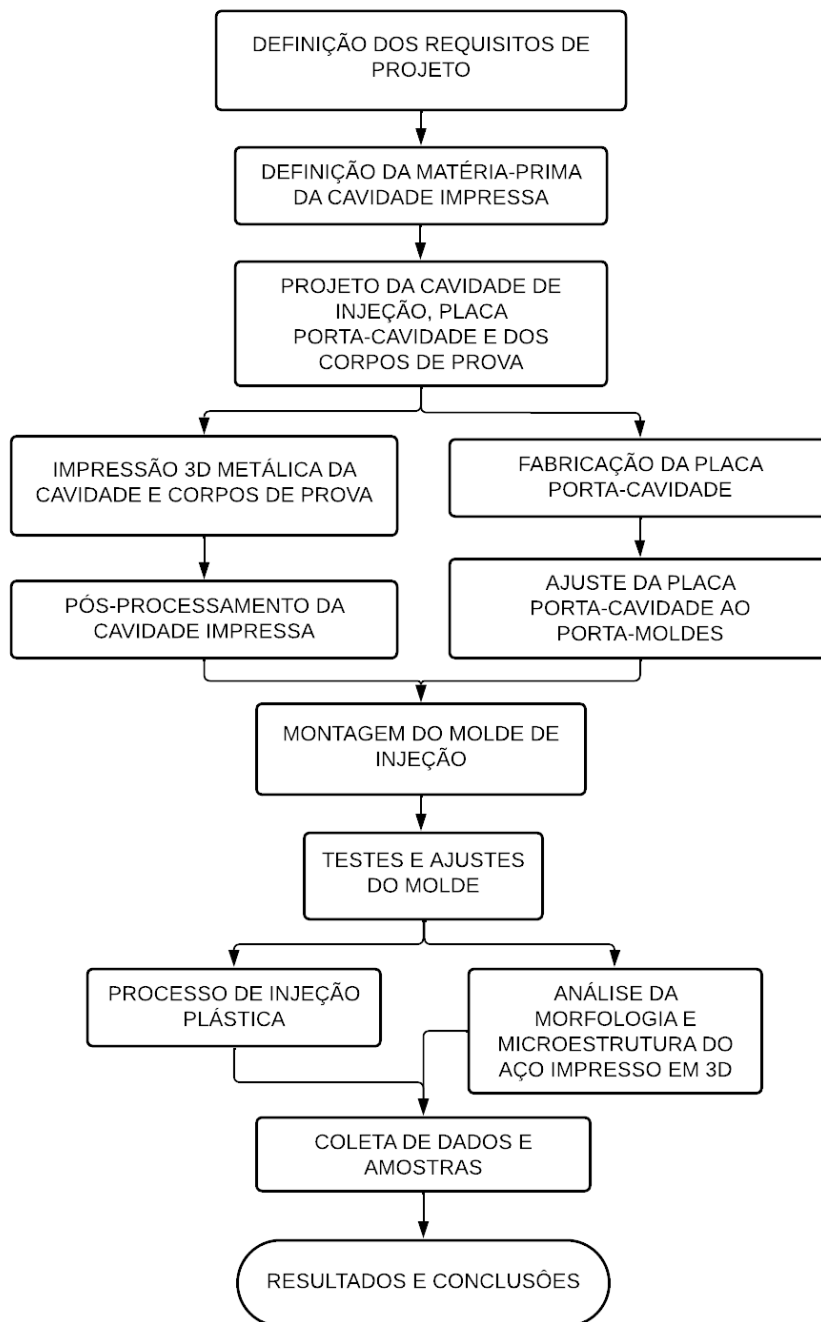 DEFINIÇÃO DOS REQUISITOS DE
PROJETO
DEFINIÇÃO DA MATÉRIA-PRIMA
DA CAVIDADE IMPRESSA
PROJETO DA CAVIDADE DE
INJEÇÃO, PLACA
PORTA-CAVIDADE E DOS
CORPOS DE PROVA
IMPRESSÃO 3D METÁLICA DA
CAVIDADE E CORPOS DE PROVA
FABRICAÇÃO DA PLACA
PORTA-CAVIDADE
PÓS-PROCESSAMENTO DA
CAVIDADE IMPRESSA
AJUSTE DA PLACA
PORTA-CAVIDADE AO
PORTA-MOLDES
MONTAGEM DO MOLDE DE
INJEÇÃO
TESTES E AJUSTES
DO MOLDE
PROCESSO DE INJEÇÃO
PLÁSTICA
ANÁLISE DA
MORFOLOGIA E
MICROESTRUTURA DO
AÇO IMPRESSO EM 3D
COLETA DE DADOS E
AMOSTRAS
RESULTADOS E CONCLUSÔES